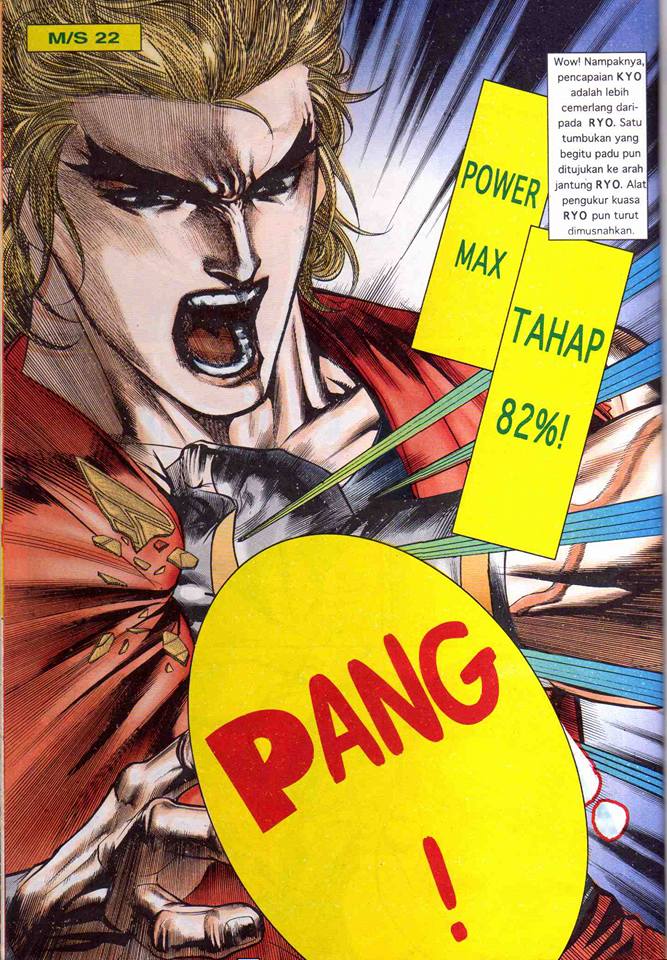 M/S 22
Wow! Nampaknya,
pencapaian KYO
adalah lebih
cemerlang dari-
pada RYO. Satu
tumbukan yang
begitu padu pun
ditujukan ke arah
jantung RYO. Alat
pengukur kuasa
RYO pun turut
dimusnahkan.
POWER
MAX
TAHAP
82%!
PANG
!